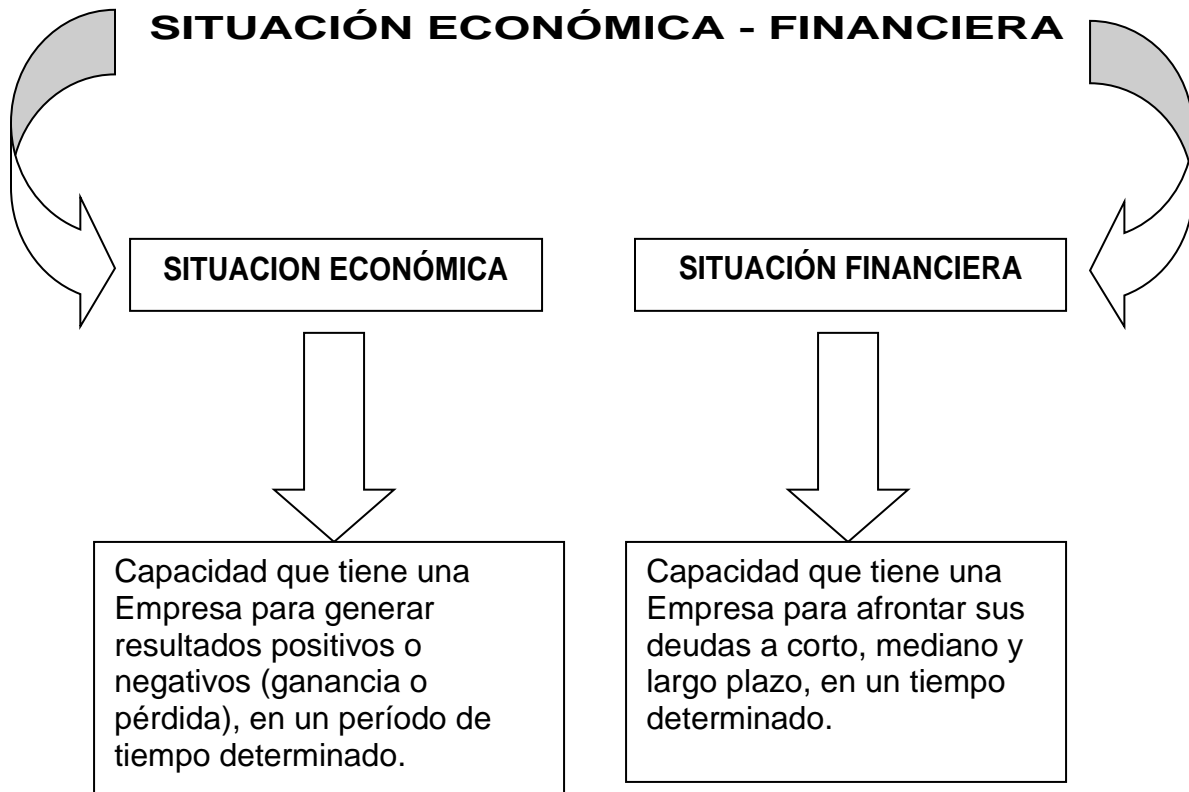 SITUACIÓN ECONÓMICA - FINANCIERA
SITUACION ECONÓMICA
SITUACIÓN FINANCIERA
Capacidad que tiene una
Empresa para generar
resultados positivos o
negativos (ganancia o
pérdida), en un período de
tiempo determinado.
Capacidad que tiene una
Empresa para afrontar sus
deudas a corto, mediano y
largo plazo, en un tiempo
determinado.